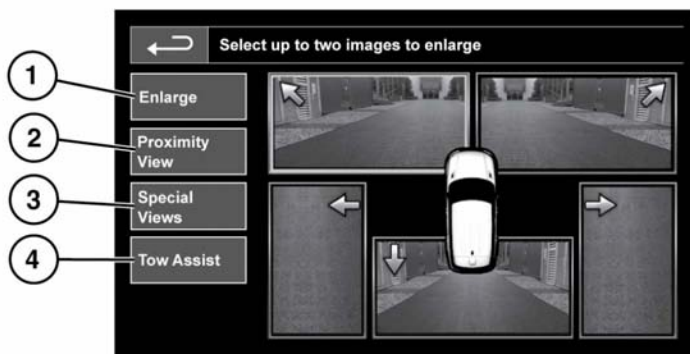 Select up to two images to enlarge
1
Enlarge
2
Proximity
View
3
Special
Views
4
Tow Assist